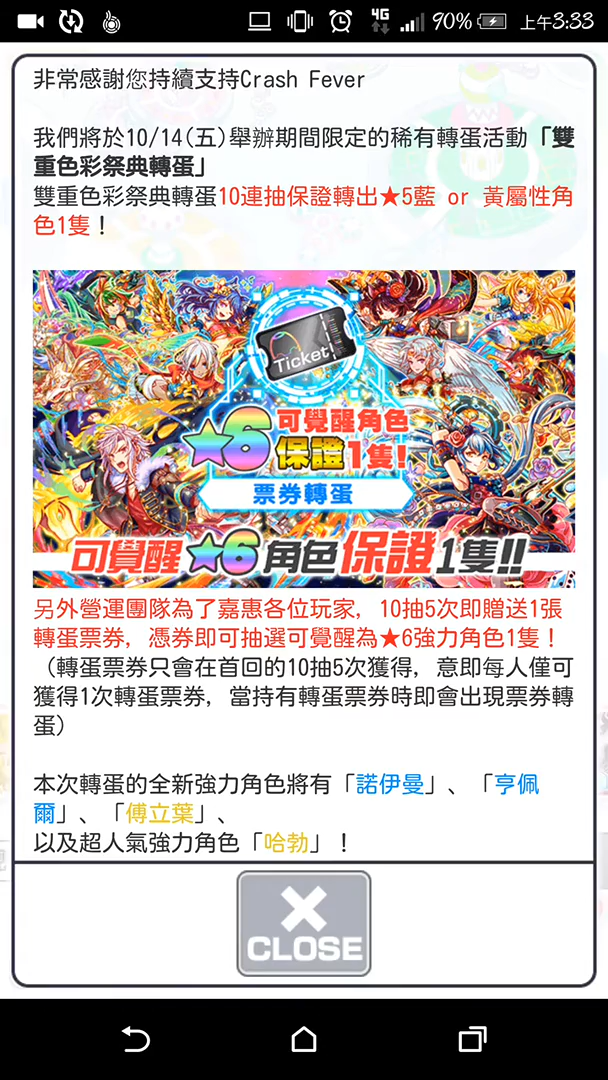 4G
90%
上午3:33
非常感謝您持續支持Crash Fever
我們將於10/14(五)舉辦期間限定的稀有轉蛋活動「雙
重色彩祭典轉蛋」
雙重色彩祭典轉蛋10連抽保證轉出★5藍 or 黃屬性角
色1隻！
Ticket
★6可覺醒角色
保證1隻!
票券轉蛋
可覺醒★6角色保證1隻!!
另外營運團隊為了嘉惠各位玩家, 10抽5次即贈送1張
轉蛋票券, 憑券即可抽選可覺醒為★6強力角色1隻！
（轉蛋票券只會在首回的10抽5次獲得, 意即每人僅可
獲得1次轉蛋票券, 當持有轉蛋票券時即會出現票券轉
蛋）
本次轉蛋的全新強力角色將有「諾伊曼」、「亨佩
爾」、「傅立葉」、
以及超人氣強力角色「哈勃」！
CLOSE